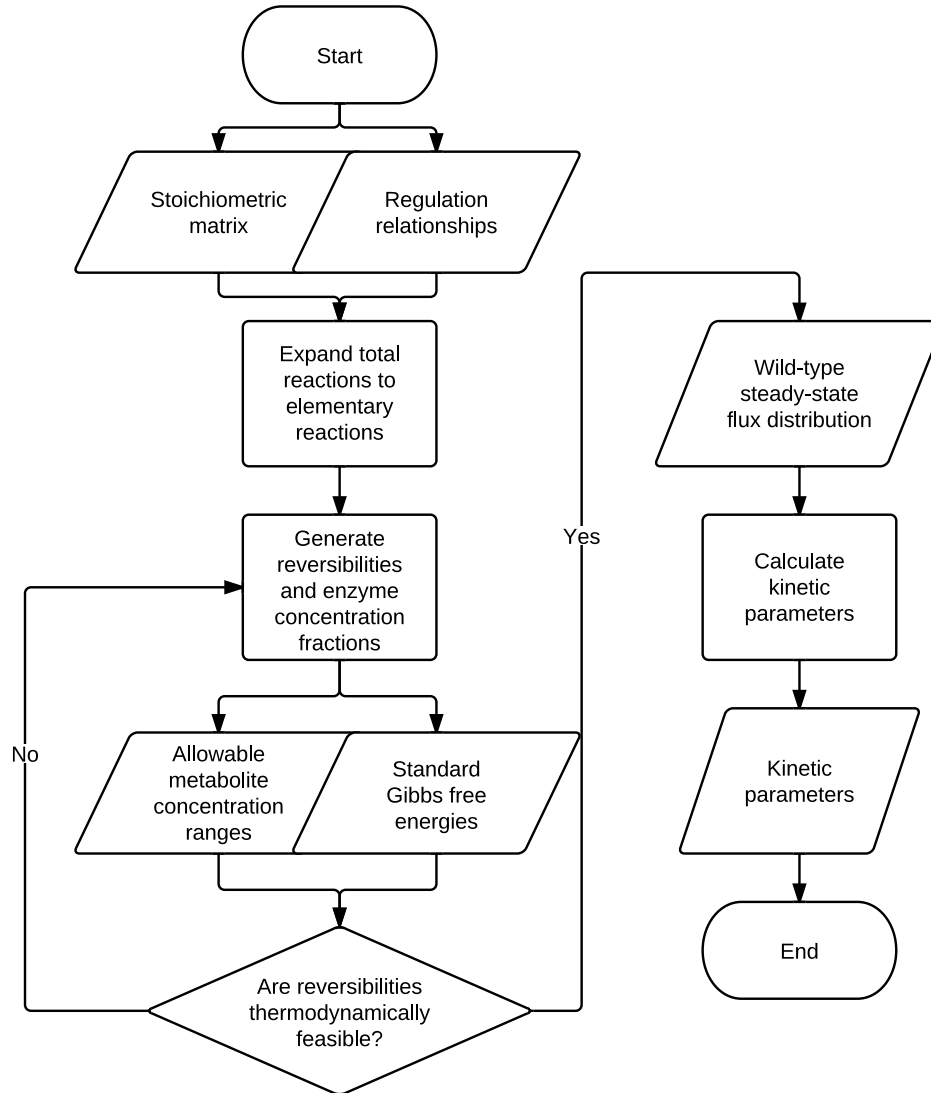 Start
Stoichiometric
matrix
Regulation
relationships
Expand total
reactions to
elementary
reactions
Generate
reversibilities
and enzyme
concentration
fractions
Allowable
metabolite
concentration
ranges
Standard
Gibbs free
energies
Are reversibilities
thermodynamically
feasible?
No
Yes
Wild-type
steady-state
flux distribution
Calculate
kinetic
parameters
Kinetic
parameters
End